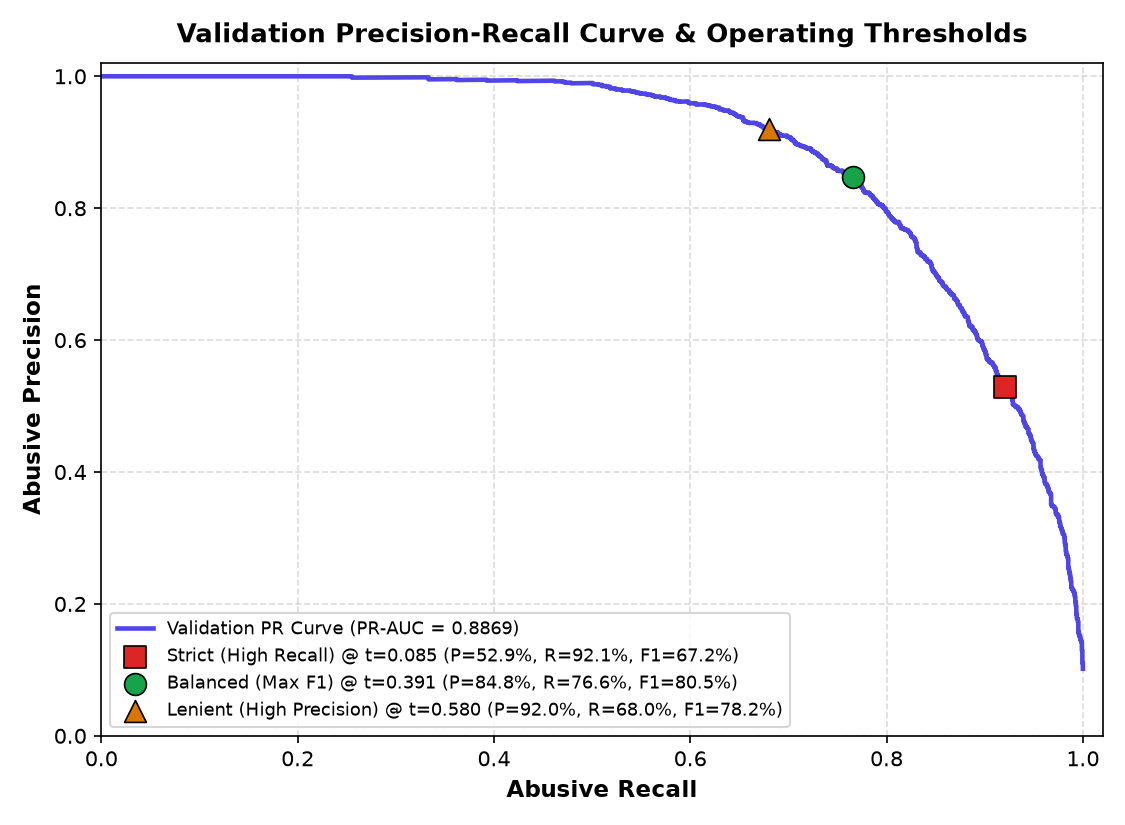 Validation Precision-Recall Curve & Operating Thresholds
Abusive Precision
1.0
0.8
0.6
0.4
0.2
0.0
Validation PR Curve (PR-AUC = 0.8869)
Strict (High Recall) @ t=0.085 (P=52.9%, R=92.1%, F1=67.2%)
Balanced (Max F1) @ t=0.391 (P=84.8%, R=76.6%, F1=80.5%)
Lenient (High Precision) @ t=0.580 (P=92.0%, R=68.0%, F1=78.2%)
0.0 0.2 0.4 0.6 0.8 1.0
Abusive Recall